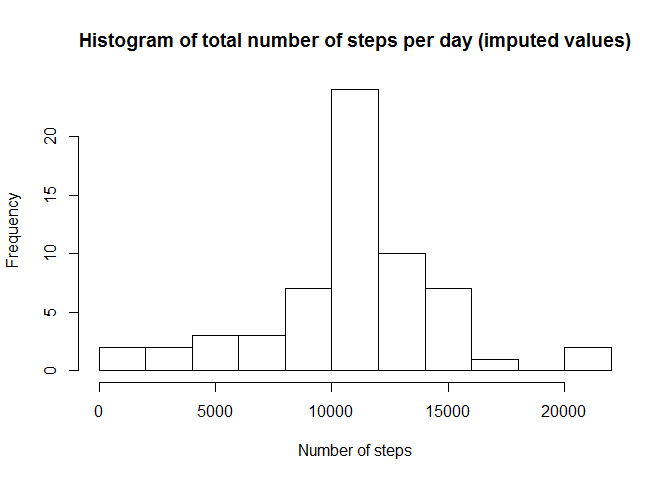 Histogram of total number of steps per day (imputed values)
20
15
10
5
0
Frequency
0 5000 10000 15000 20000
Number of steps